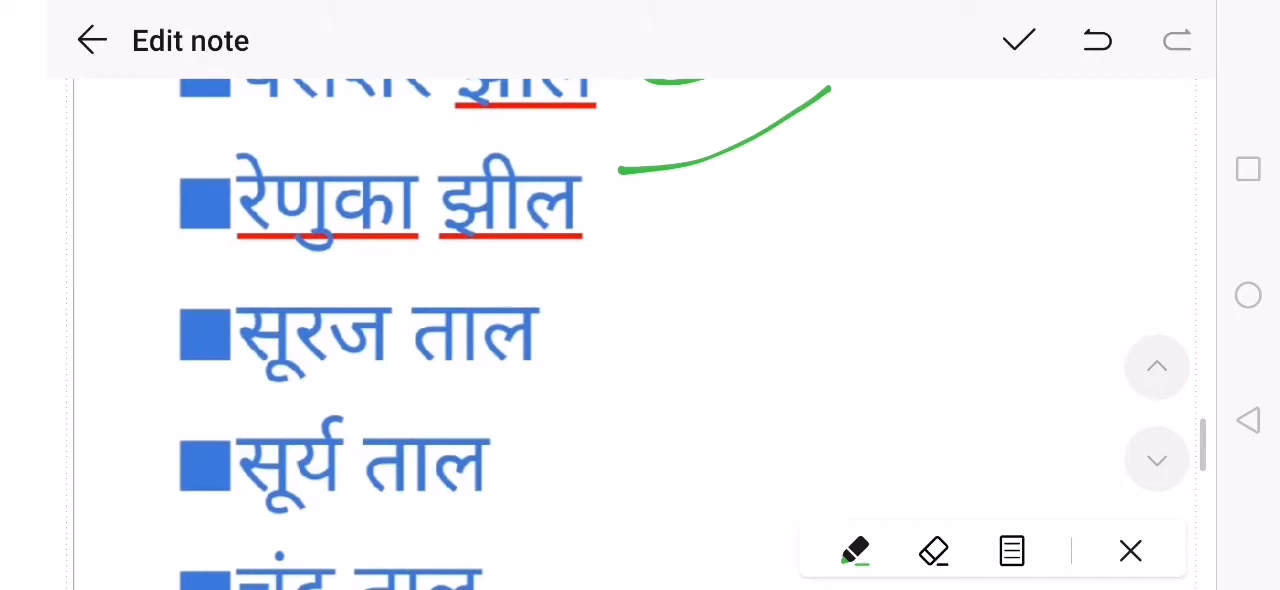 Edit note
झील
रेणुका झील
सूरज ताल
सूर्य ताल
चंद्र ताल